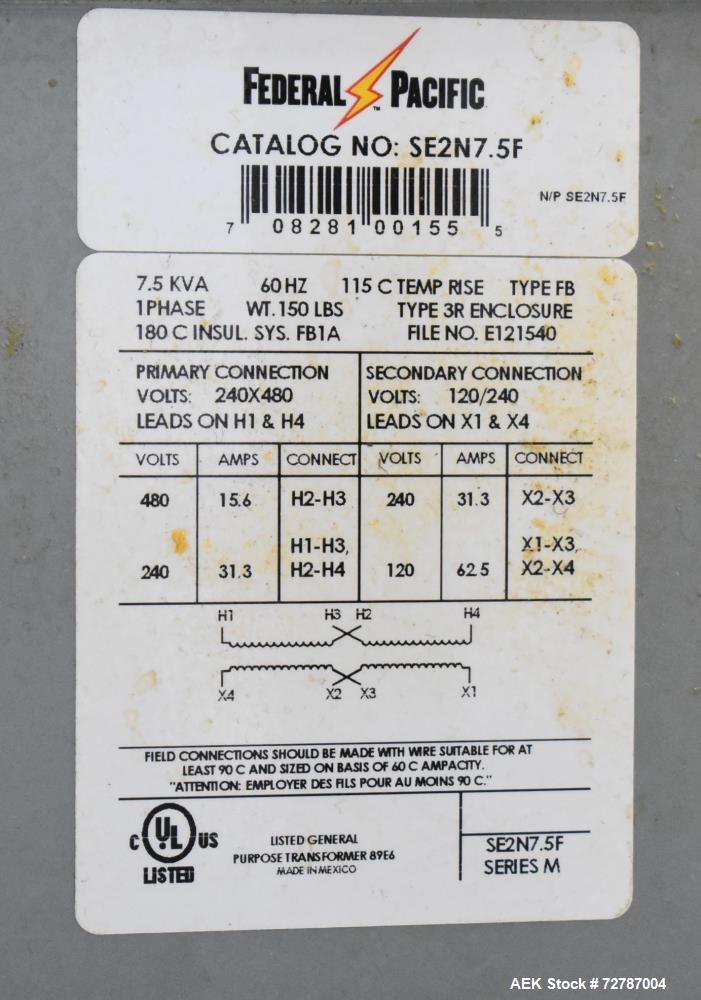 FEDERAL PACIFIC
TM
CATALOG NO: SE2N7.5F
7 08281 00155 5
N/P SE2N7.5F
7.5 KVA 60 HZ 115 C TEMP RISE TYPE FB
1 PHASE WT. 150 LBS TYPE 3R ENCLOSURE
180 C INSUL. SYS. FB1A FILE NO. E121540
PRIMARY CONNECTION SECONDARY CONNECTION
VOLTS: 240X480 VOLTS: 120/240
LEADS ON H1 & H4 LEADS ON X1 & X4
VOLTS AMPS CONNECT VOLTS AMPS CONNECT
480 15.6 H2-H3 240 31.3 X2-X3
H1-H3, X1-X3,
240 31.3 H2-H4 120 62.5 X2-X4
H1 H3 H2 H4
X4 X2 X3 X1
FIELD CONNECTIONS SHOULD BE MADE WITH WIRE SUITABLE FOR AT
LEAST 90 C AND SIZED ON BASIS OF 60 C AMPACITY.
"ATTENTION: EMPLOYER DES FILS POUR AU MOINS 90 C."
C UL US
LISTED
LISTED GENERAL
PURPOSE TRANSFORMER 89E6
MADE IN MEXICO
SE2N7.5F
SERIES M
AEK Stock # 72787004